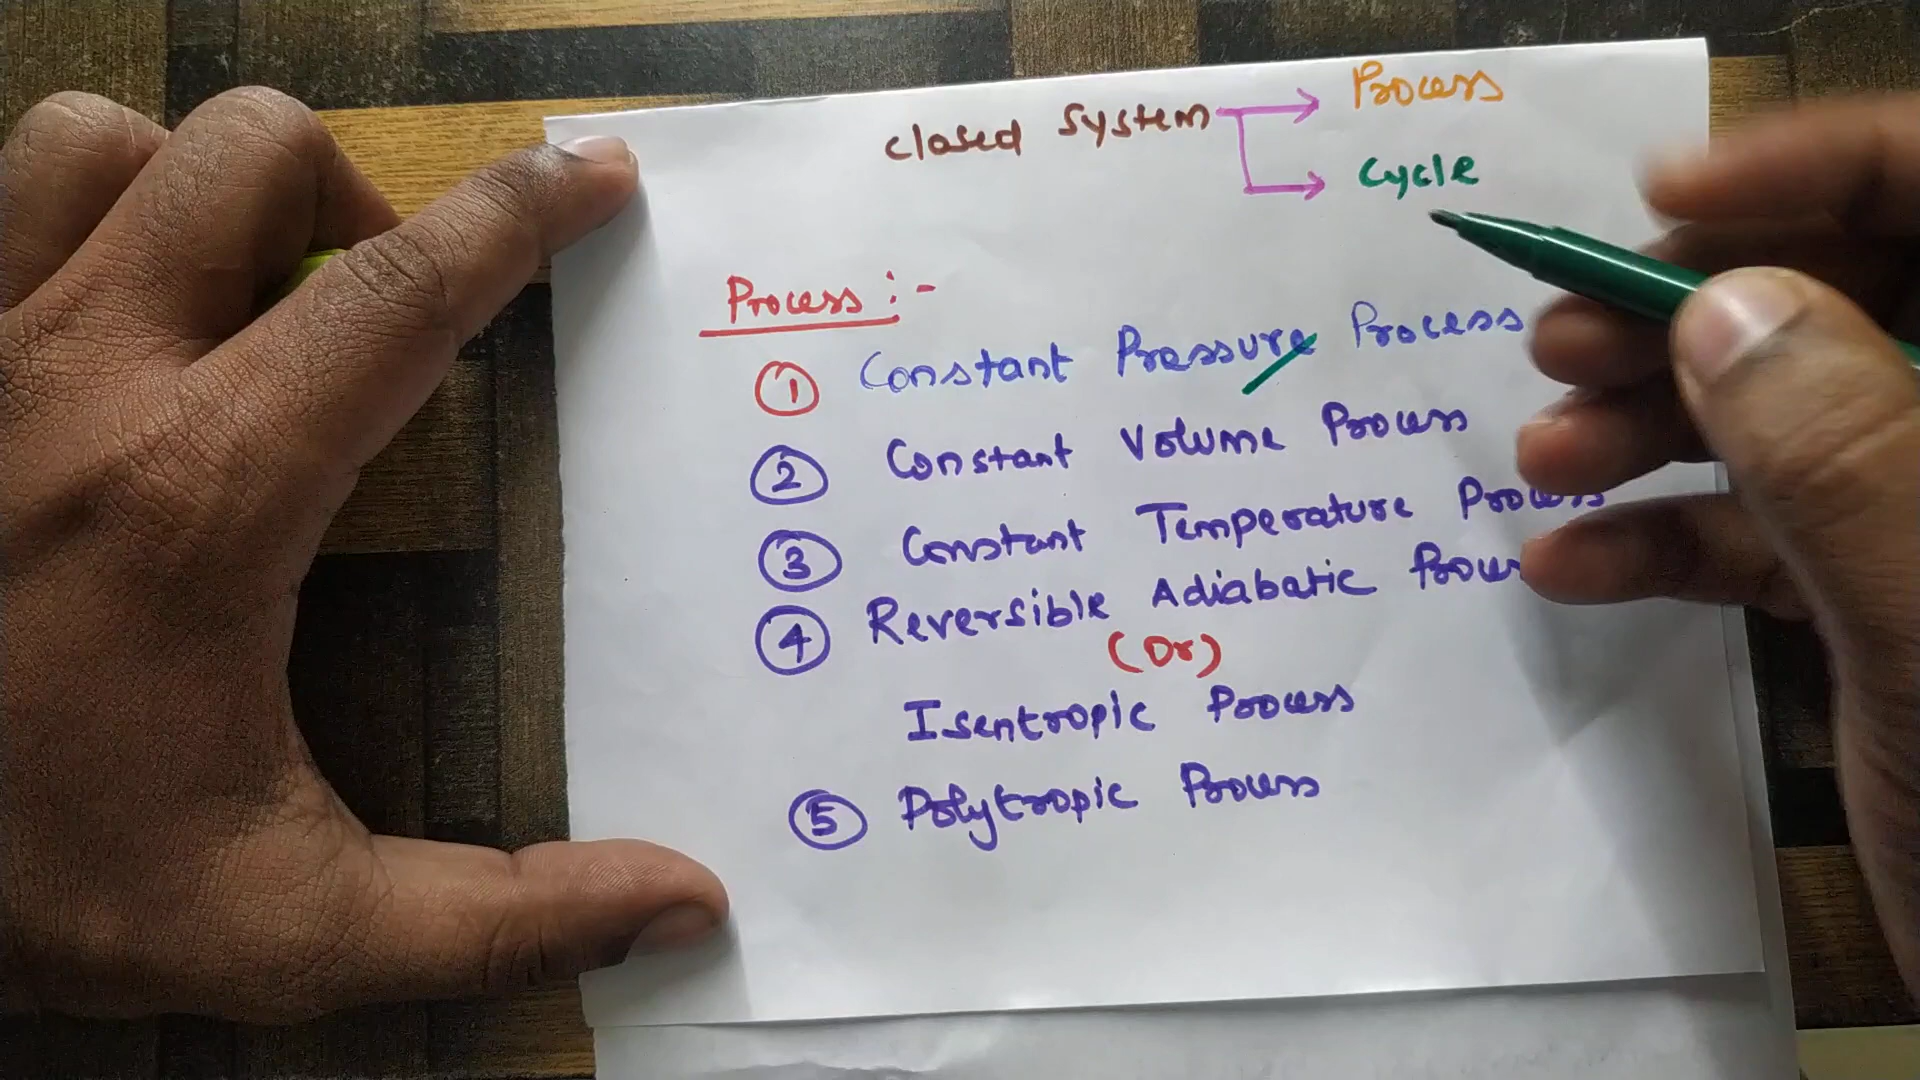 Closed System Process
Cycle
Process :-
1 Constant Pressure Process
2 Constant Volume Process
3 Constant Temperature Process
4 Reversible Adiabatic
(Or)
Isentropic Process
5 Polytropic Process